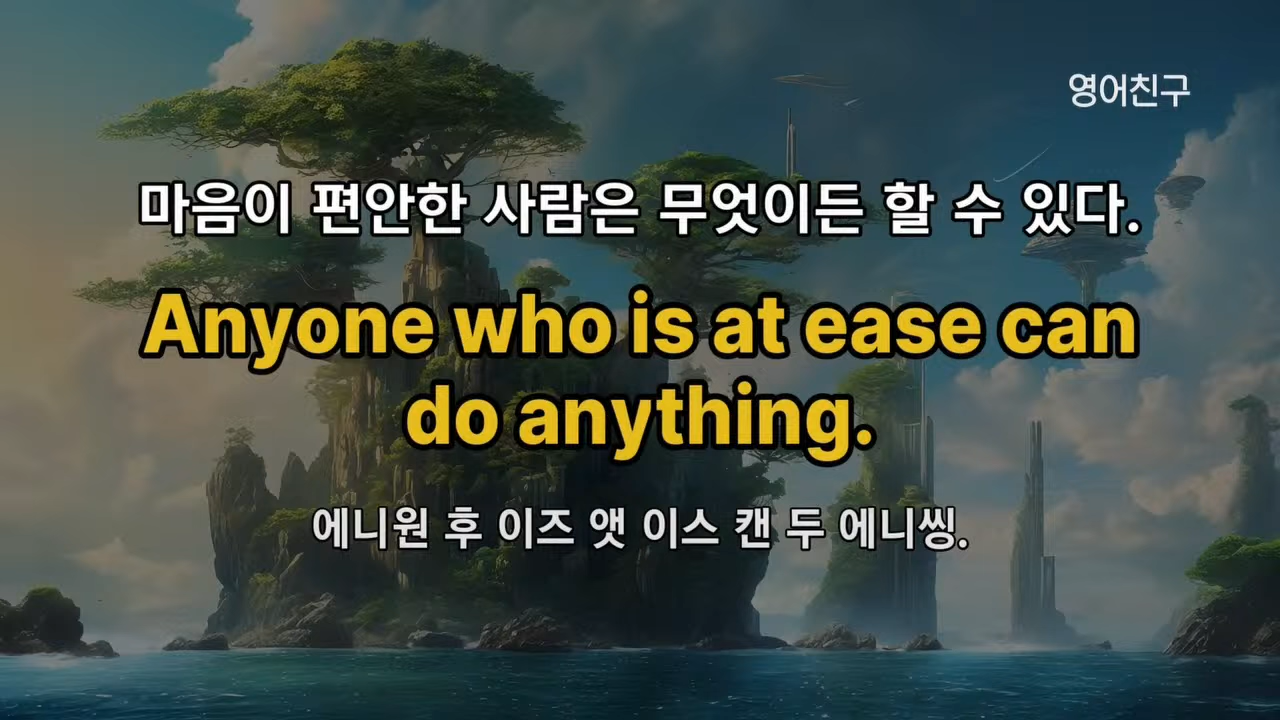 영어친구
마음이 편안한 사람은 무엇이든 할 수 있다.
Anyone who is at ease can
do anything.
에니원 후 이즈 앳 이스 캔 두 에니씽.